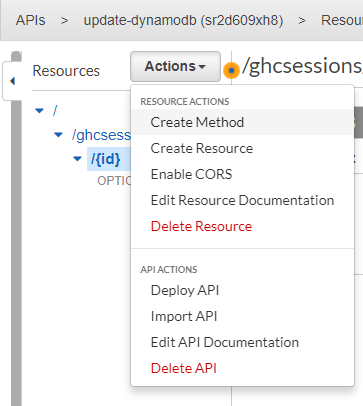 APIs > update-dynamodb (sr2d609xh8) > Resou
Resources Actions /ghcsessions
/
/ghcsess
/{id}
OPTIC
RESOURCE ACTIONS
Create Method
Create Resource
Enable CORS
Edit Resource Documentation
Delete Resource
API ACTIONS
Deploy API
Import API
Edit API Documentation
Delete API